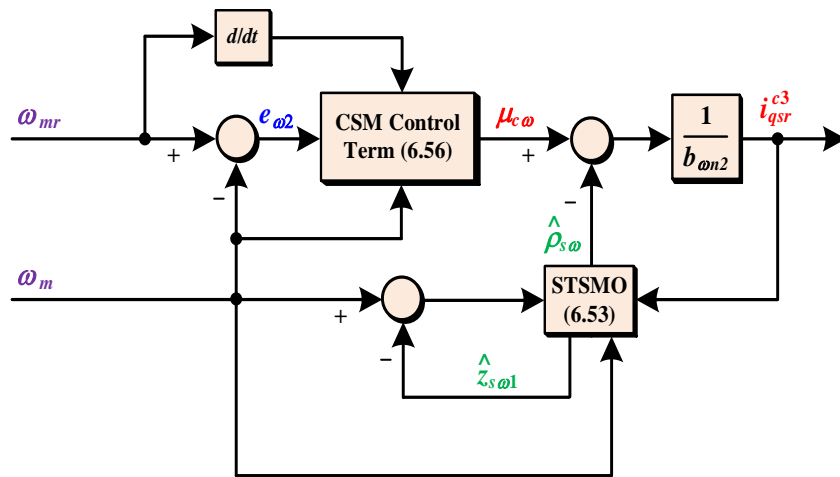 d/dt
ω_mr
e_ω2
CSM Control
Term (6.56)
μ_cω
1
b_ωn2
i_qsr^c3
+
−
+
−
ρ̂_sω
ω_m
STSMO
(6.53)
+
−
ẑ_sω1